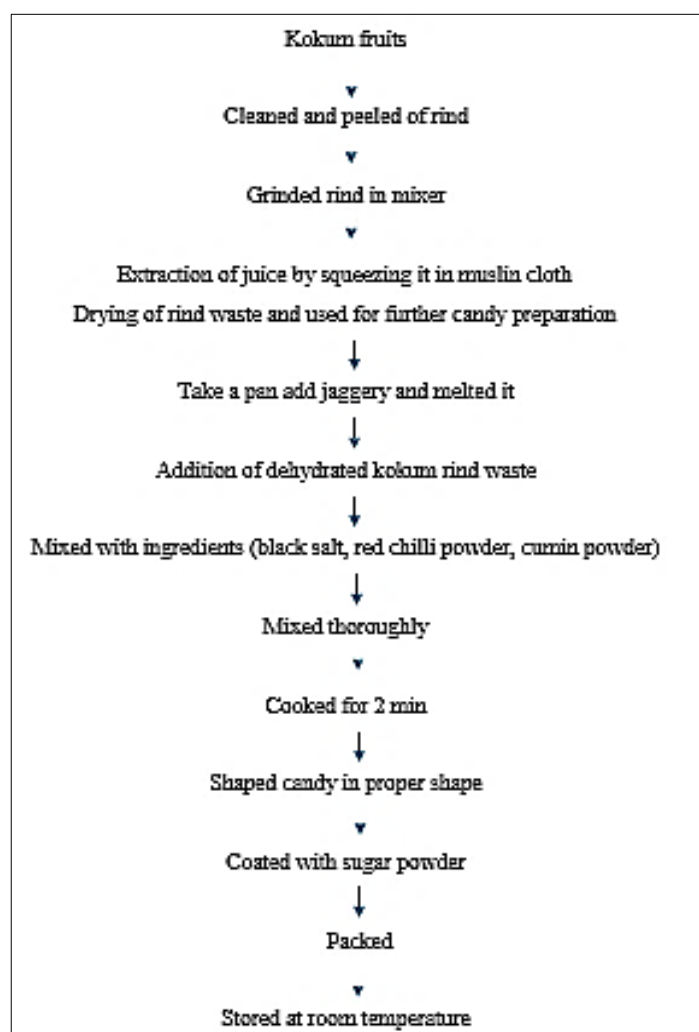 Kokum fruits
Cleaned and peeled of rind
Grinded rind in mixer
Extraction of juice by squeezing it in muslin cloth
Drying of rind waste and used for further candy preparation
Take a pan add jaggery and melted it
Addition of dehydrated kokum rind waste
Mixed with ingredients (black salt, red chilli powder, cumin powder)
Mixed thoroughly
Cooked for 2 min
Shaped candy in proper shape
Coated with sugar powder
Packed
Stored at room temperature